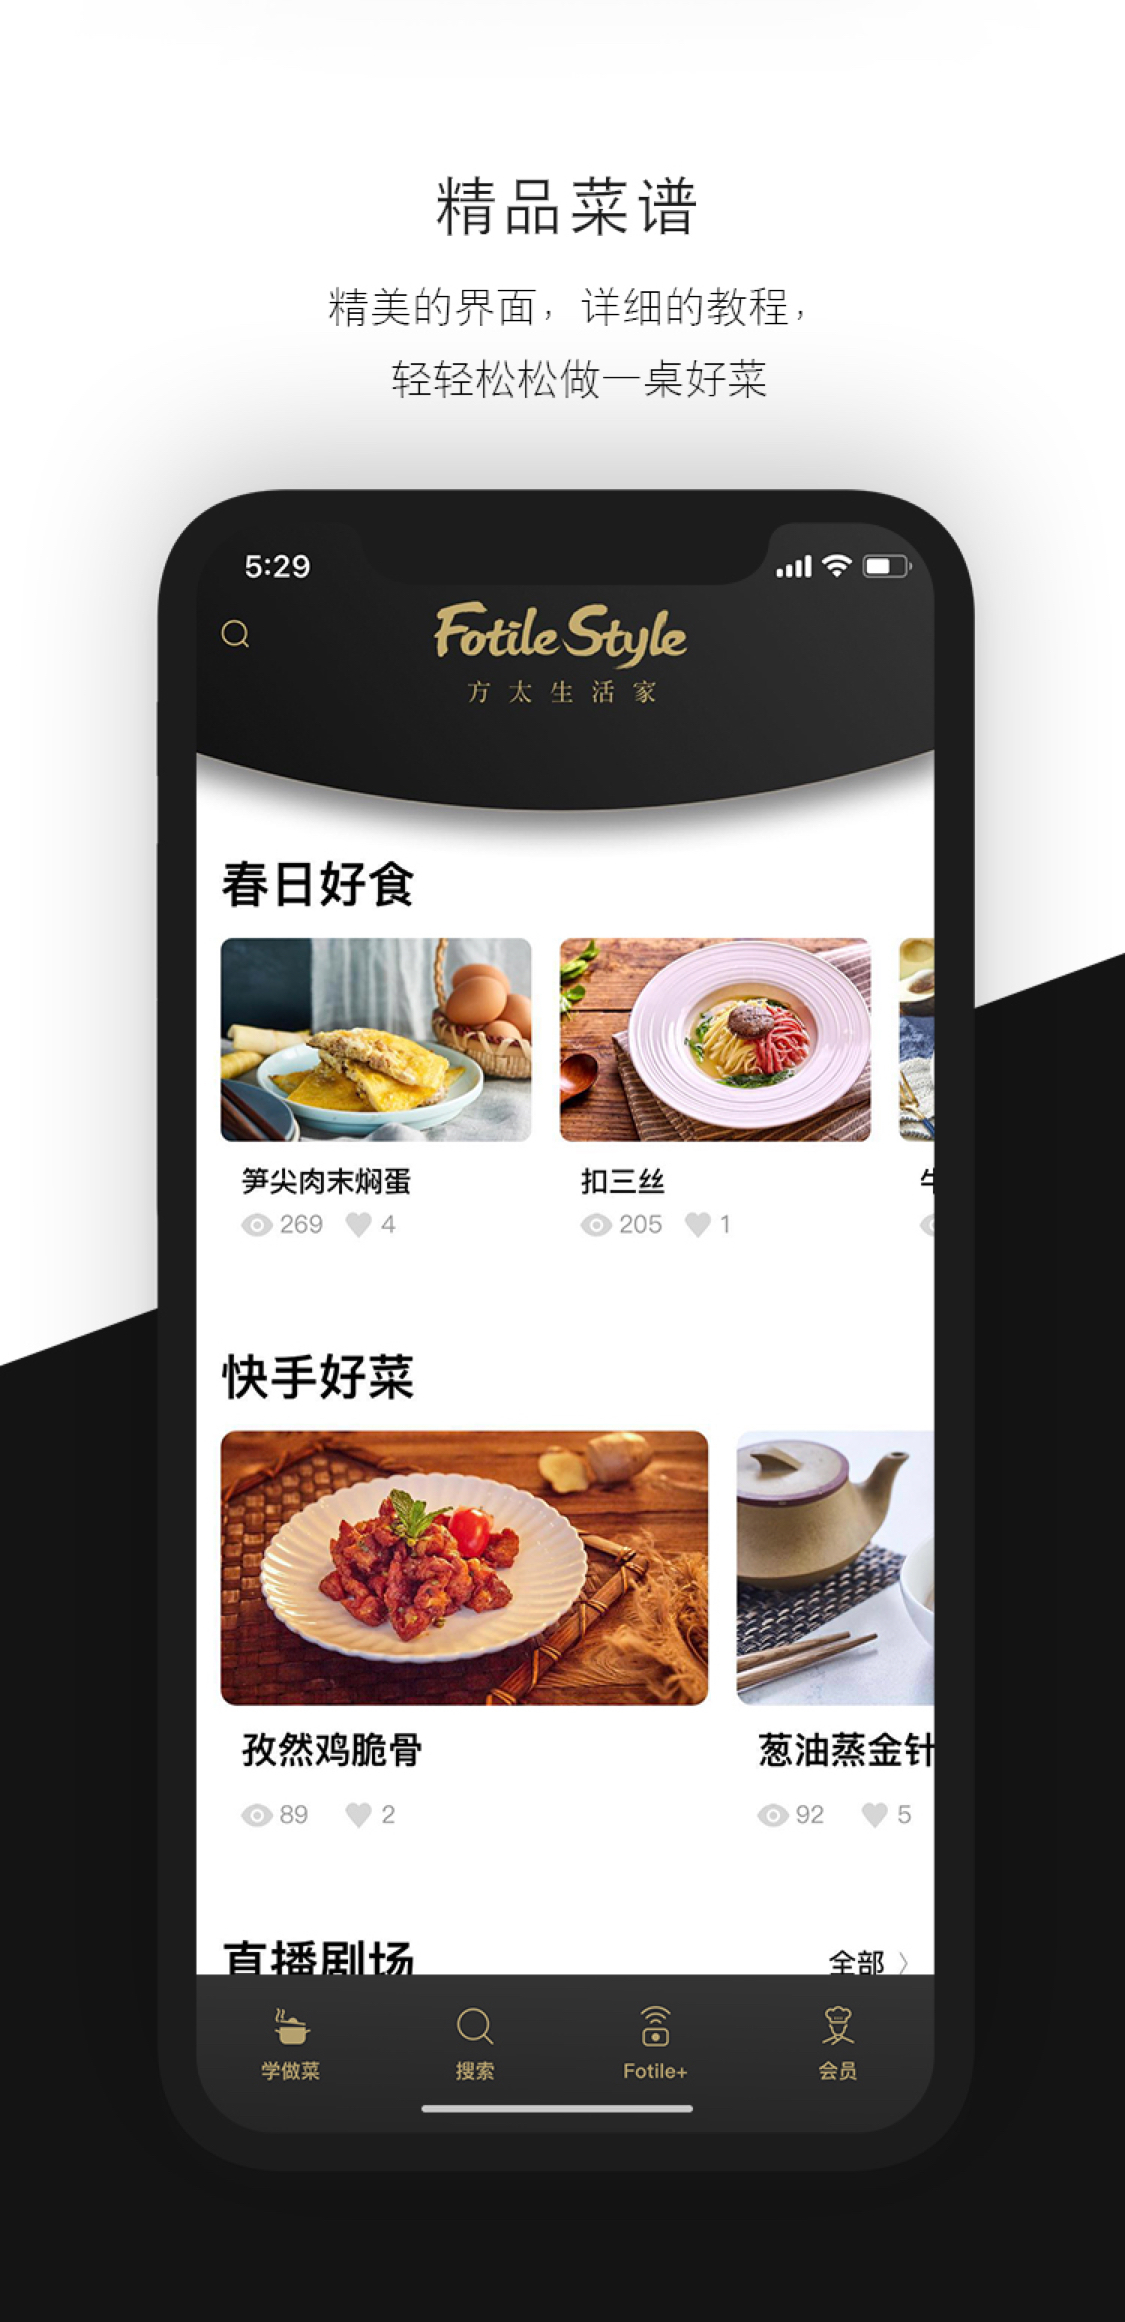 精品菜谱
精美的界面，详细的教程，
轻轻松松做一桌好菜
5:29
Fotile Style
方太生活家
春日好食
笋尖肉末焖蛋
269 4
扣三丝
205 1
快手好菜
孜然鸡脆骨
89 2
葱油蒸金针
92 5
直播剧场
全部
学做菜
搜索
Fotile+
会员